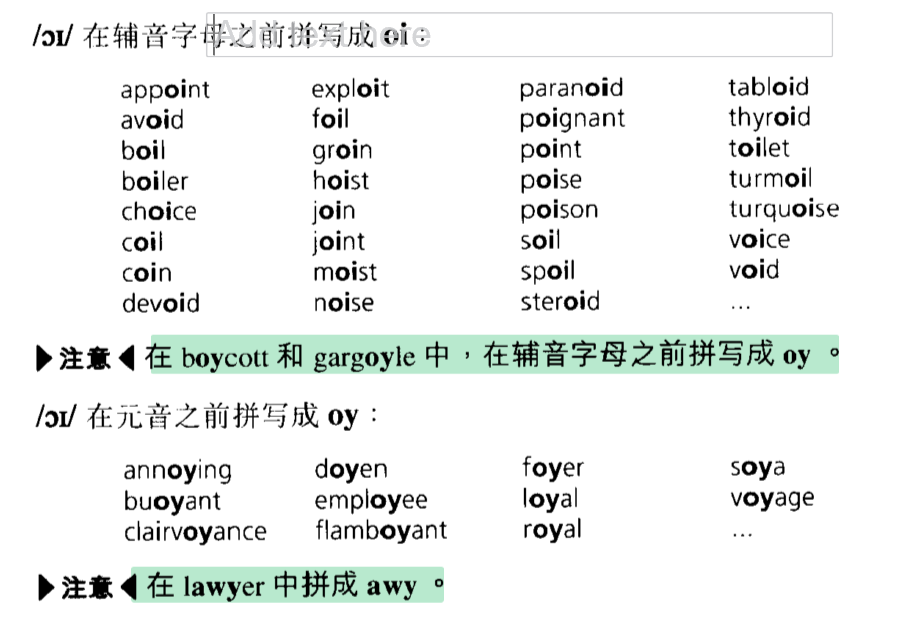 /ɔɪ/ 在辅音字母之前拼写成 oi：
Add text here
appoint exploit paranoid tabloid
avoid foil poignant thyroid
boil groin point toilet
boiler hoist poise turmoil
choice join poison turquoise
coil joint soil voice
coin moist spoil void
devoid noise steroid …
▶注意◀ 在 boycott 和 gargoyle 中，在辅音字母之前拼写成 oy 。
/ɔɪ/ 在元音之前拼写成 oy：
annoying doyen foyer soya
buoyant employee loyal voyage
clairvoyance flamboyant royal …
▶注意◀ 在 lawyer 中拼成 awy 。